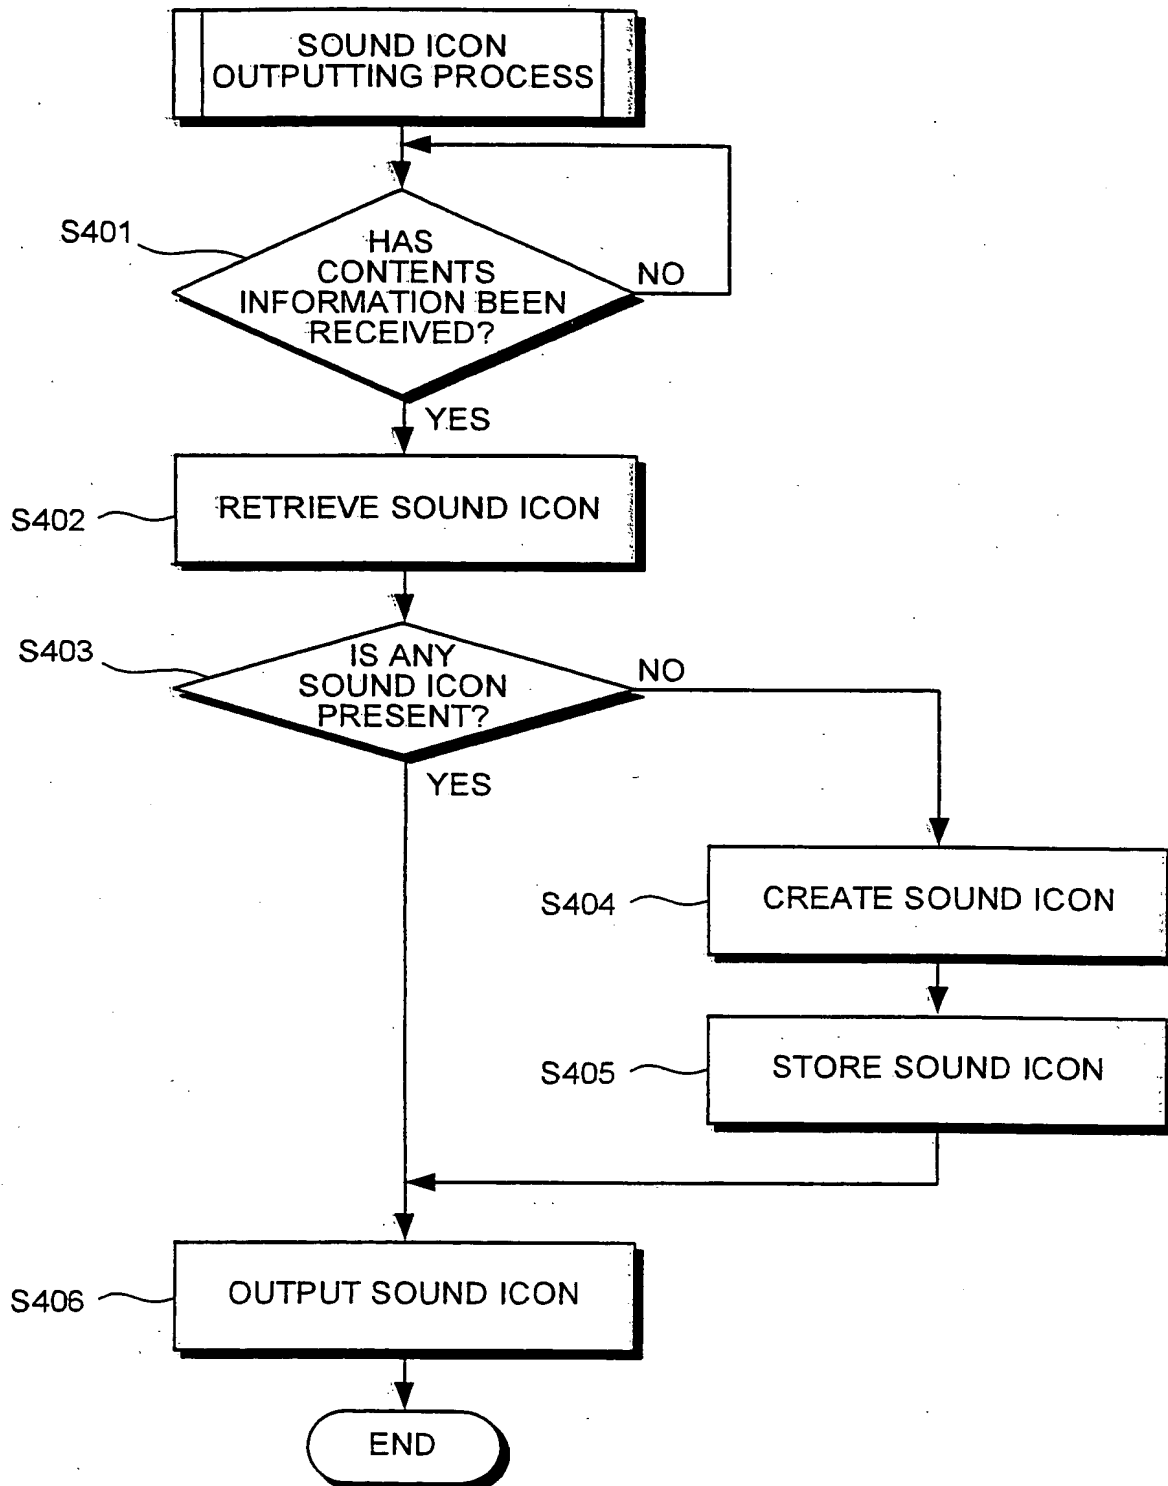 SOUND ICON
OUTPUTTING PROCESS
S401
HAS
CONTENTS
INFORMATION BEEN
RECEIVED?
NO
YES
S402
RETRIEVE SOUND ICON
S403
IS ANY
SOUND ICON
PRESENT?
NO
YES
S404
CREATE SOUND ICON
S405
STORE SOUND ICON
S406
OUTPUT SOUND ICON
END